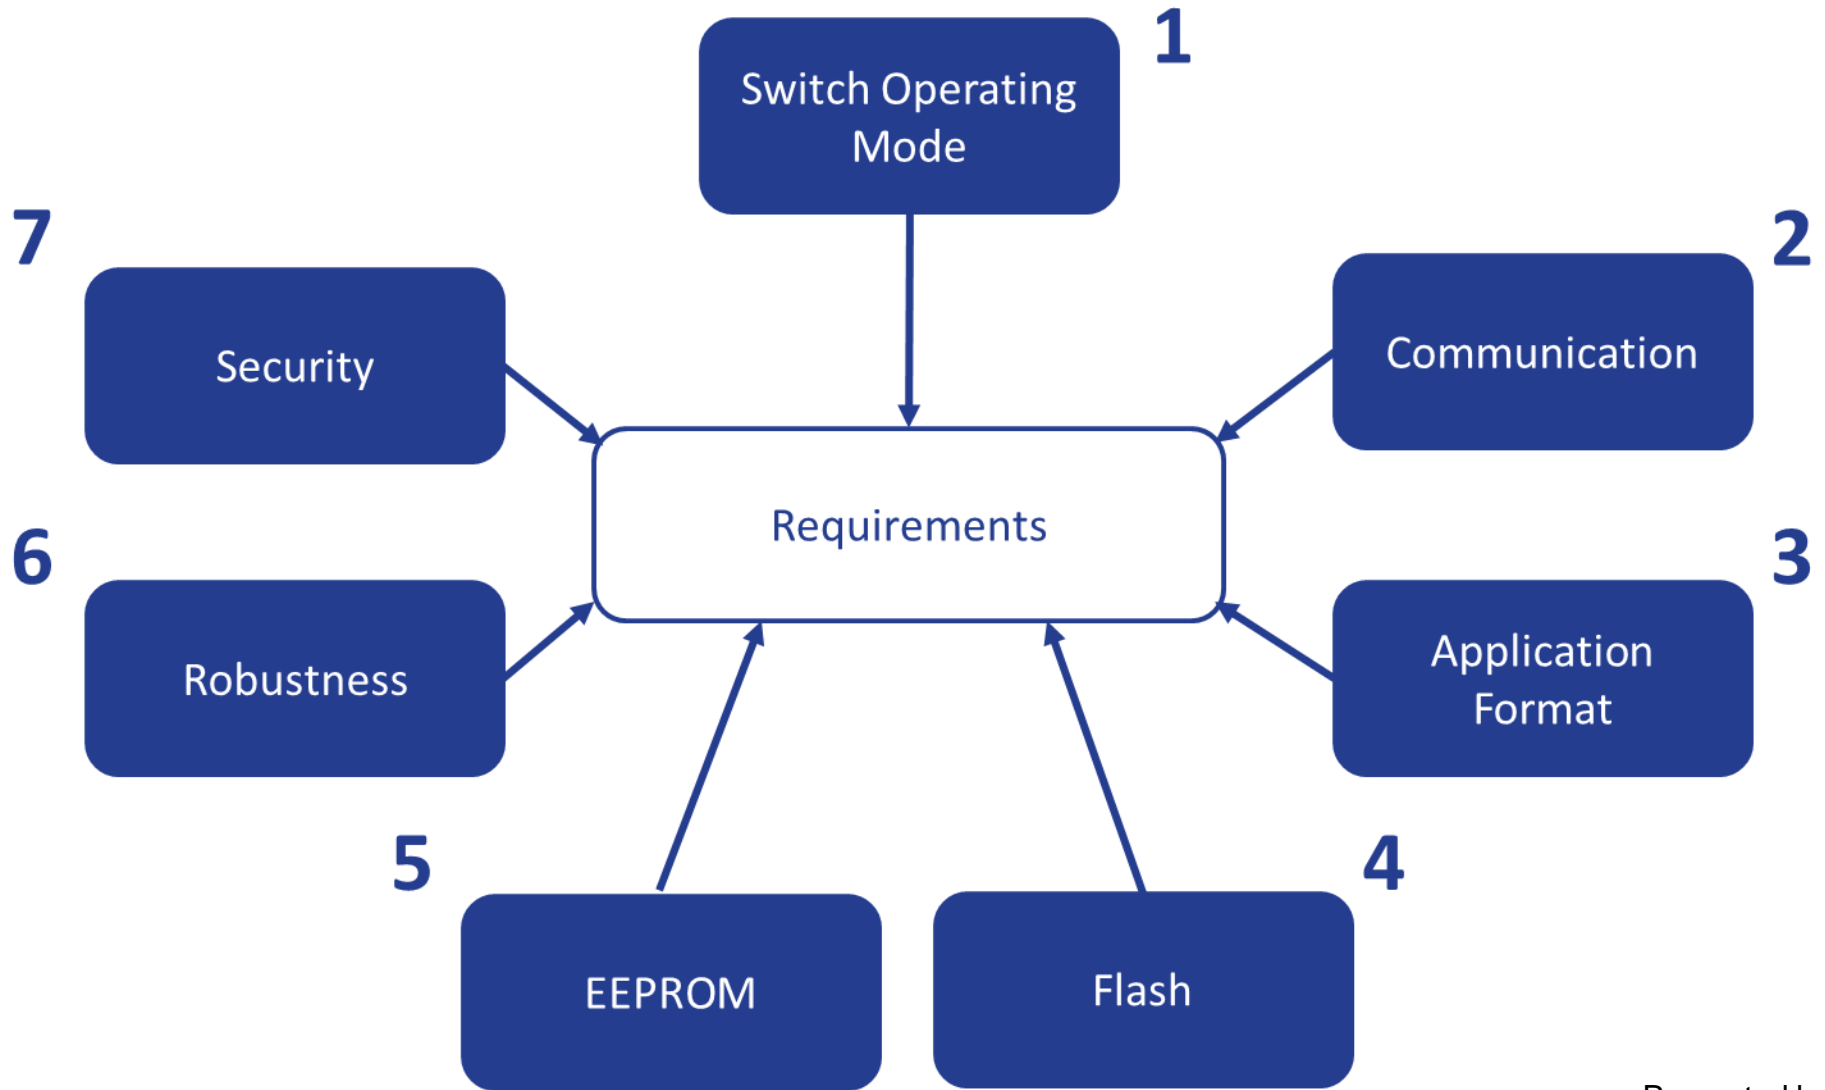 1
Switch Operating
Mode
2
Communication
3
Application
Format
4
Flash
5
EEPROM
6
Robustness
7
Security
Requirements